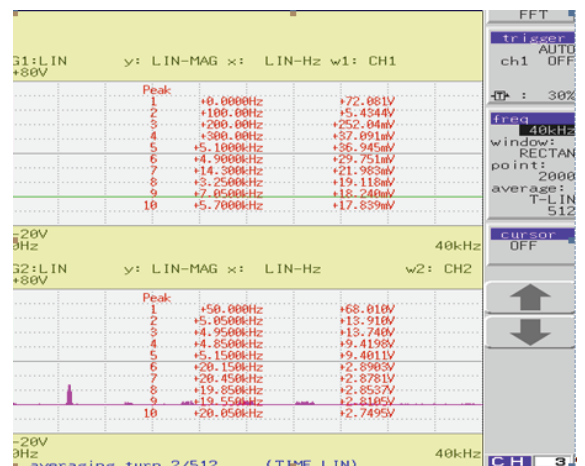 FFT
trigger
AUTO
ch1 OFF
: 30%
freq
40kHz
window:
RECTAN
point:
2000
average:
T-LIN
512
cursor
OFF
G1:LIN y: LIN-MAG x: LIN-Hz w1: CH1
+80V
Peak
1 +0.0000Hz +72.081V
2 +100.00Hz +5.4344V
3 +200.00Hz +252.04mV
4 +300.00Hz +37.091mV
5 +5.1000kHz +36.945mV
6 +4.9000kHz +29.751mV
7 +14.300kHz +21.983mV
8 +3.2500kHz +19.118mV
9 +7.0500kHz +18.240mV
10 +5.7000kHz +17.839mV
-20V
0Hz 40kHz
G2:LIN y: LIN-MAG x: LIN-Hz w2: CH2
+80V
Peak
1 +50.000Hz +68.010V
2 +5.0500kHz +13.910V
3 +4.9500kHz +13.740V
4 +4.8500kHz +9.4198V
5 +5.1500kHz +9.4011V
6 +20.150kHz +2.8903V
7 +20.450kHz +2.8781V
8 +19.850kHz +2.8537V
9 +19.550kHz +2.8105V
10 +20.050kHz +2.7495V
-20V
0Hz 40kHz
averaging turn 2/512 (TIME LIN)
CH 3.